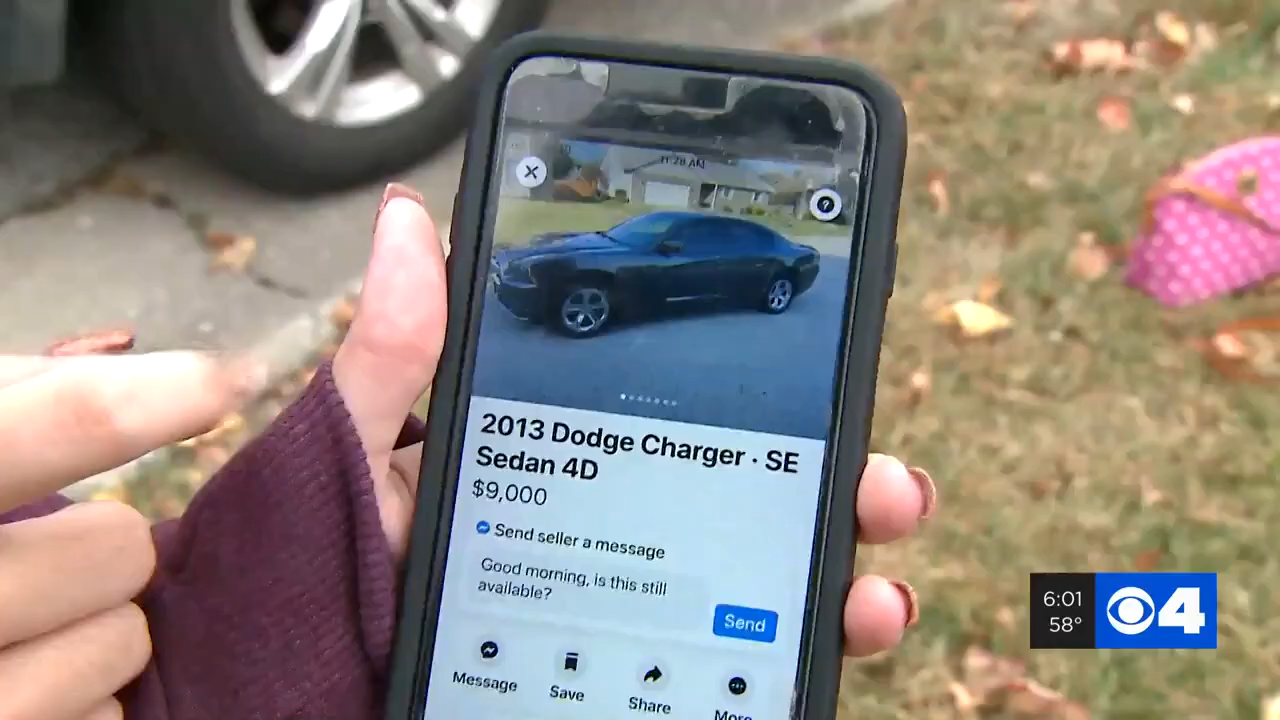 11:28 AM
2013 Dodge Charger · SE
Sedan 4D
$9,000
Send seller a message
Good morning, is this still
available?
Send
Message
Save
Share
More
6:01
58°
4